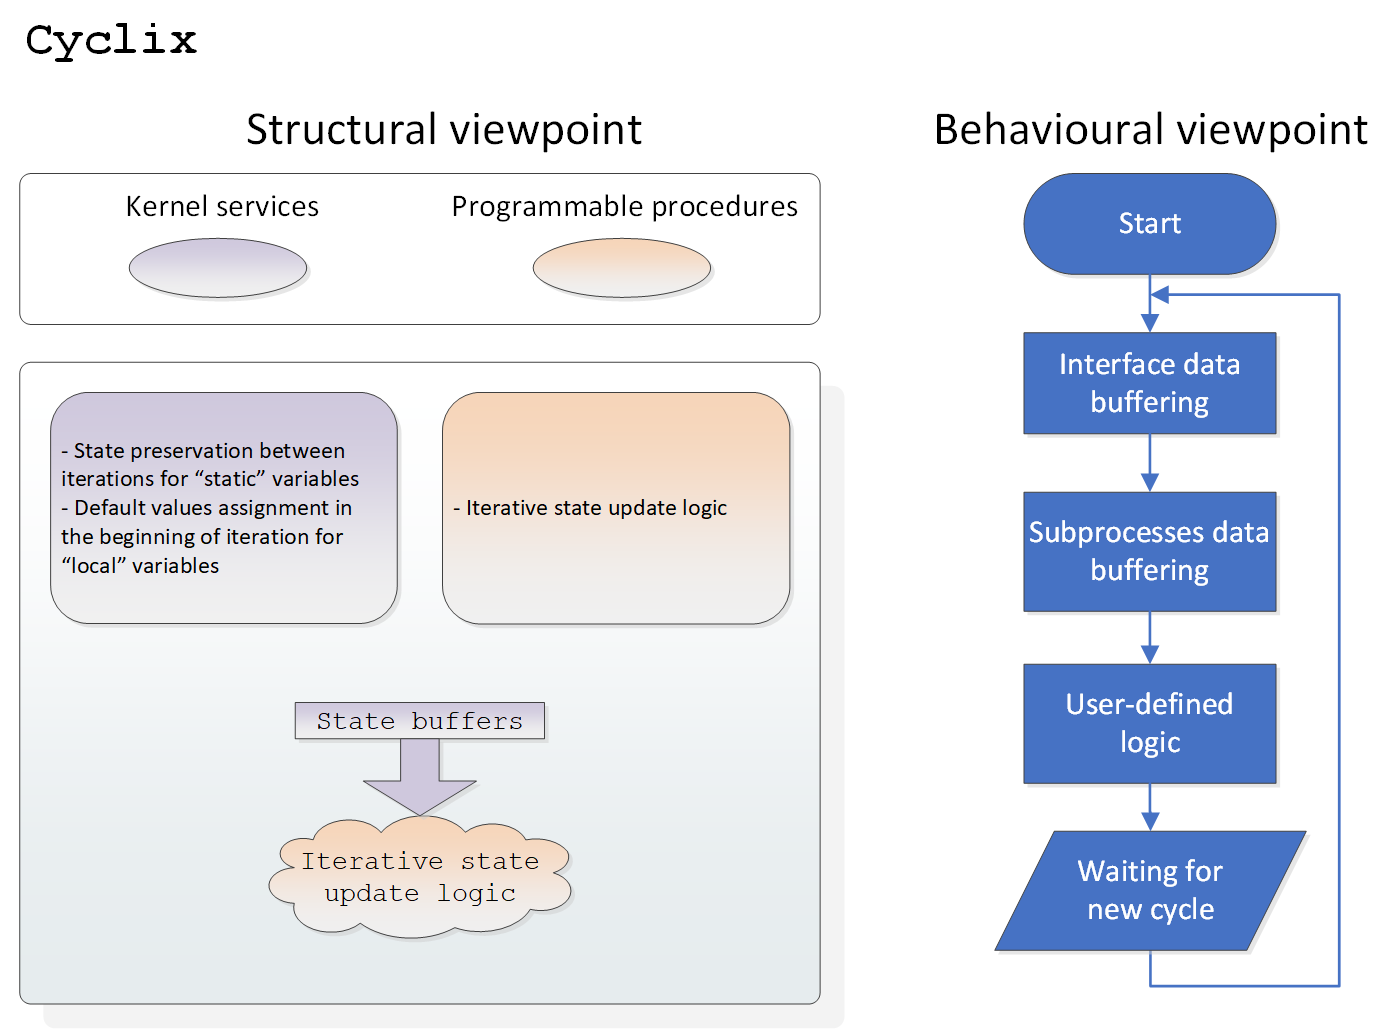 Cyclix
Structural viewpoint
Kernel services
Programmable procedures
- State preservation between
iterations for “static” variables
- Default values assignment in
the beginning of iteration for
“local” variables
- Iterative state update logic
State buffers
Iterative state
update logic
Behavioural viewpoint
Start
Interface data
buffering
Subprocesses data
buffering
User-defined
logic
Waiting for
new cycle